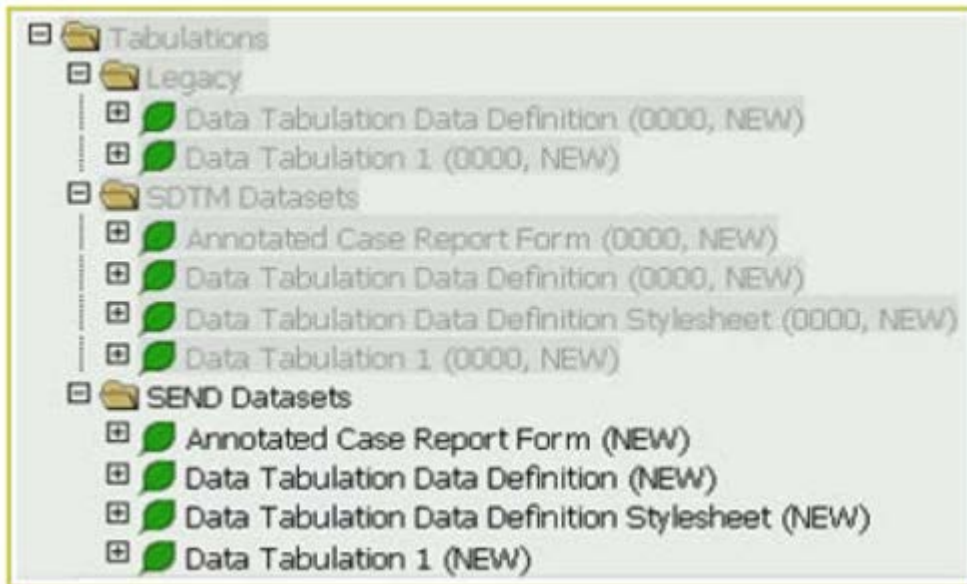 Tabulations
Legacy
Data Tabulation Data Definition (0000, NEW)
Data Tabulation 1 (0000, NEW)
SDTM Datasets
Annotated Case Report Form (0000, NEW)
Data Tabulation Data Definition (0000, NEW)
Data Tabulation Data Definition Stylesheet (0000, NEW)
Data Tabulation 1 (0000, NEW)
SEND Datasets
Annotated Case Report Form (NEW)
Data Tabulation Data Definition (NEW)
Data Tabulation Data Definition Stylesheet (NEW)
Data Tabulation 1 (NEW)